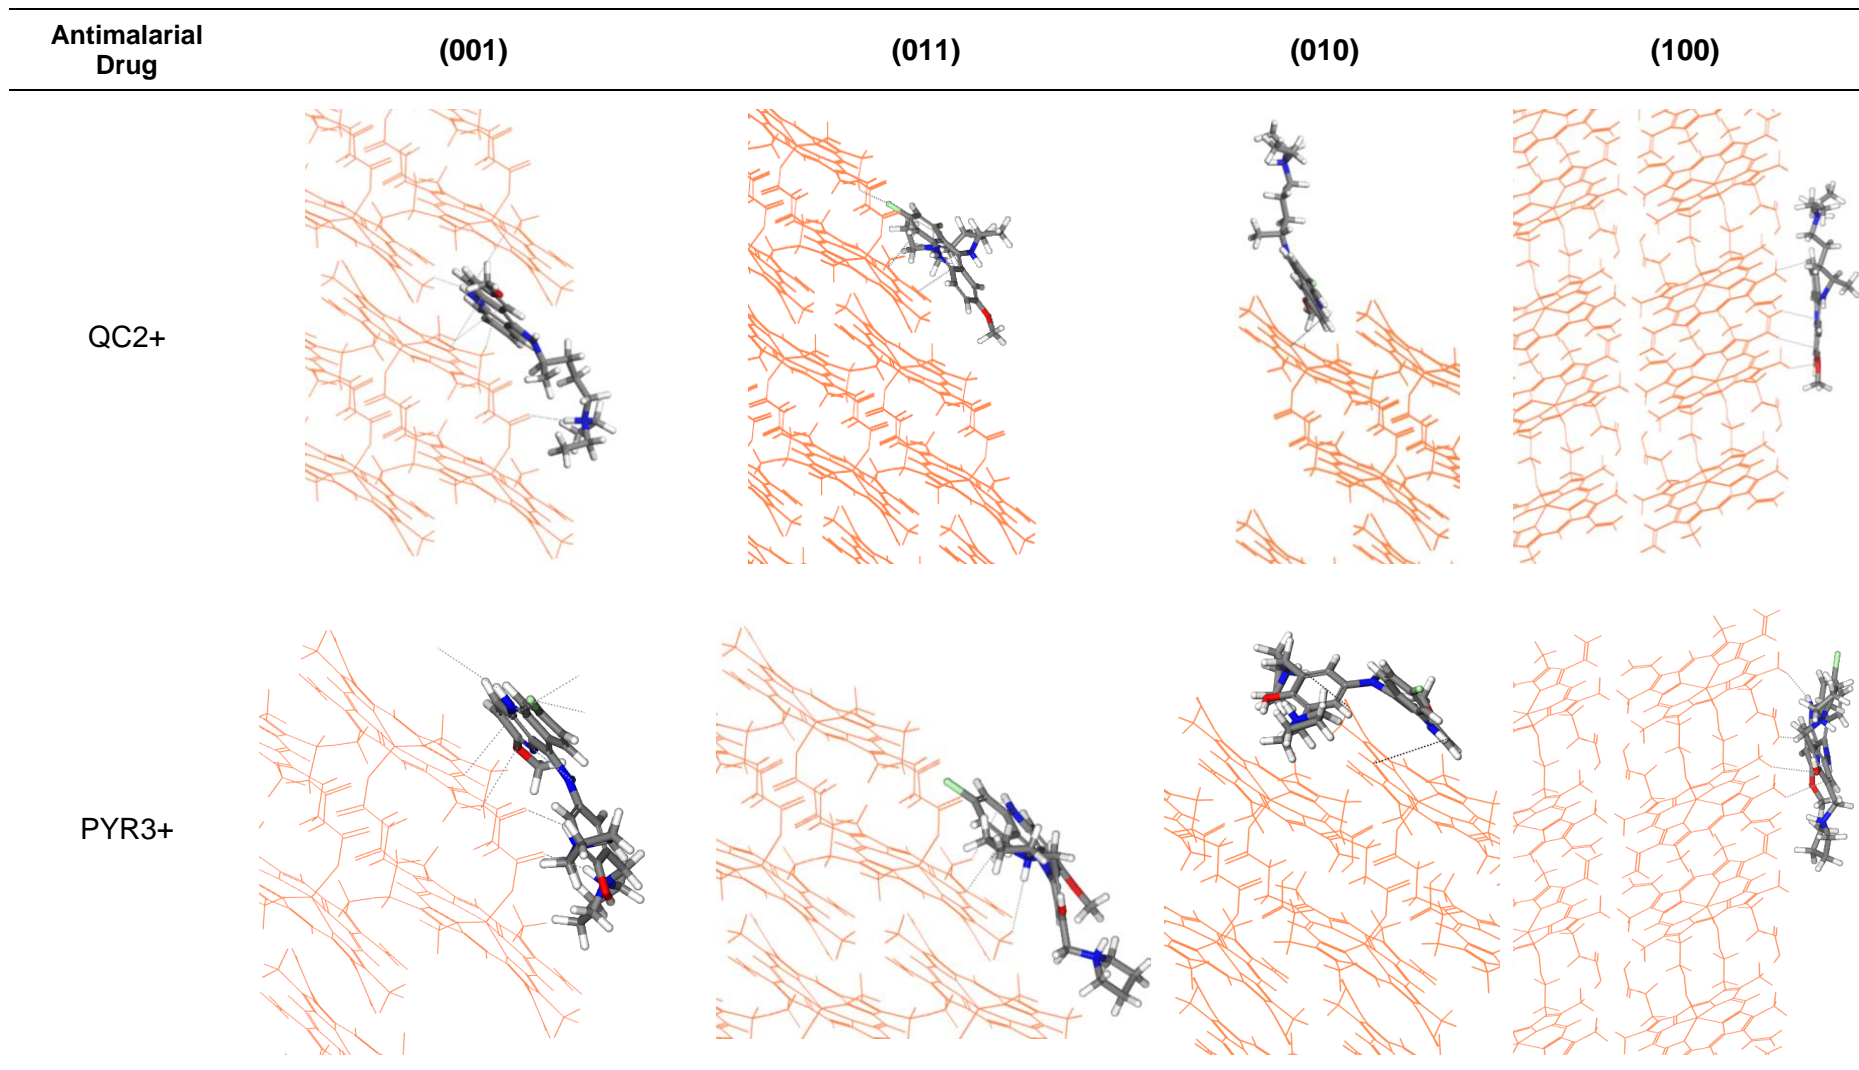 Antimalarial
Drug
(001)
(011)
(010)
(100)
QC2+
PYR3+